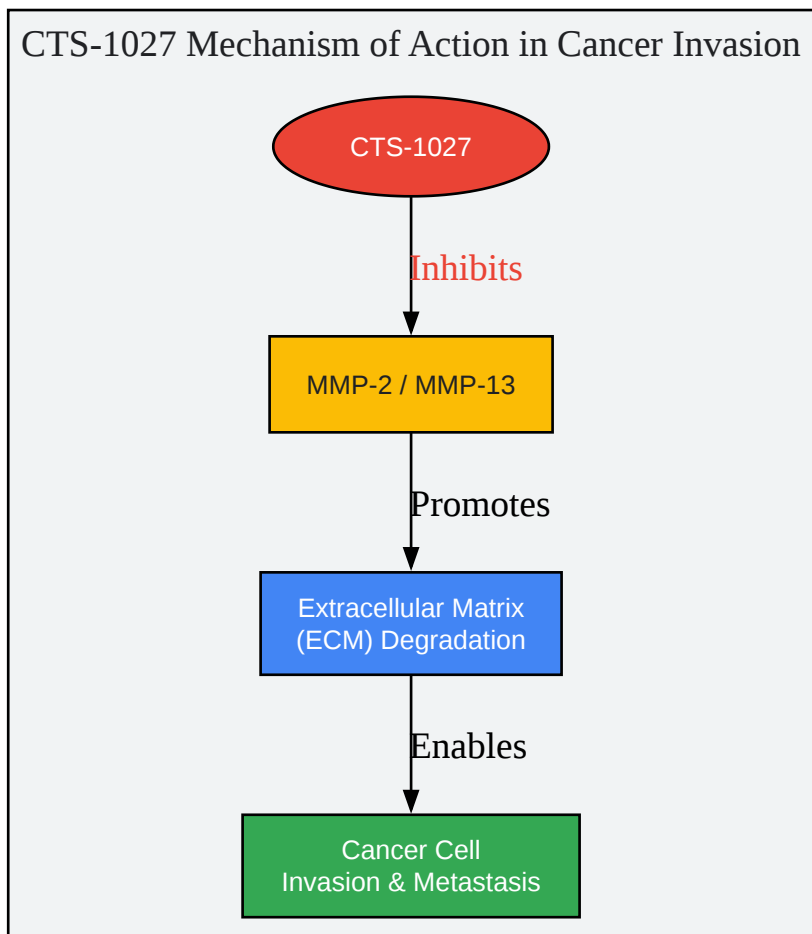 CTS-1027 Mechanism of Action in Cancer Invasion
CTS-1027
Inhibits
MMP-2 / MMP-13
Promotes
Extracellular Matrix
(ECM) Degradation
Enables
Cancer Cell
Invasion & Metastasis